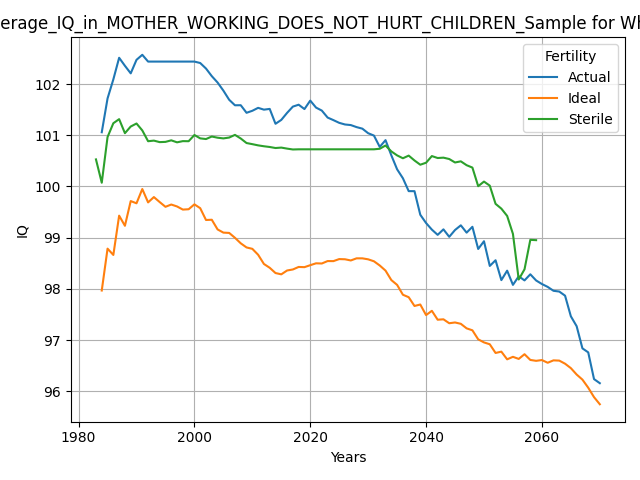 erage_IQ_in_MOTHER_WORKING_DOES_NOT_HURT_CHILDREN_Sample for Wh
Fertility
Actual
Ideal
Sterile
102
101
100
99
98
97
96
IQ
1980
2000
2020
2040
2060
Years